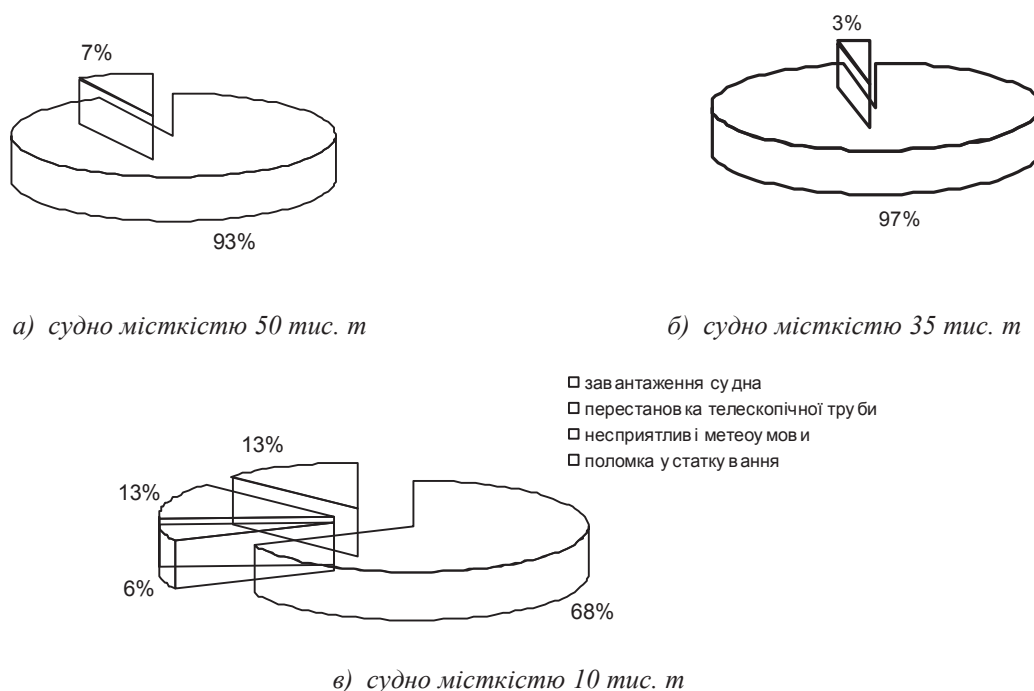 7%
3%
93%
97%
а) судно місткістю 50 тис. т
б) судно місткістю 35 тис. т
завантаження судна
перестановка телескопічної труби
несприятливі метеоумови
поломка устаткування
13%
13%
6%
68%
в) судно місткістю 10 тис. т